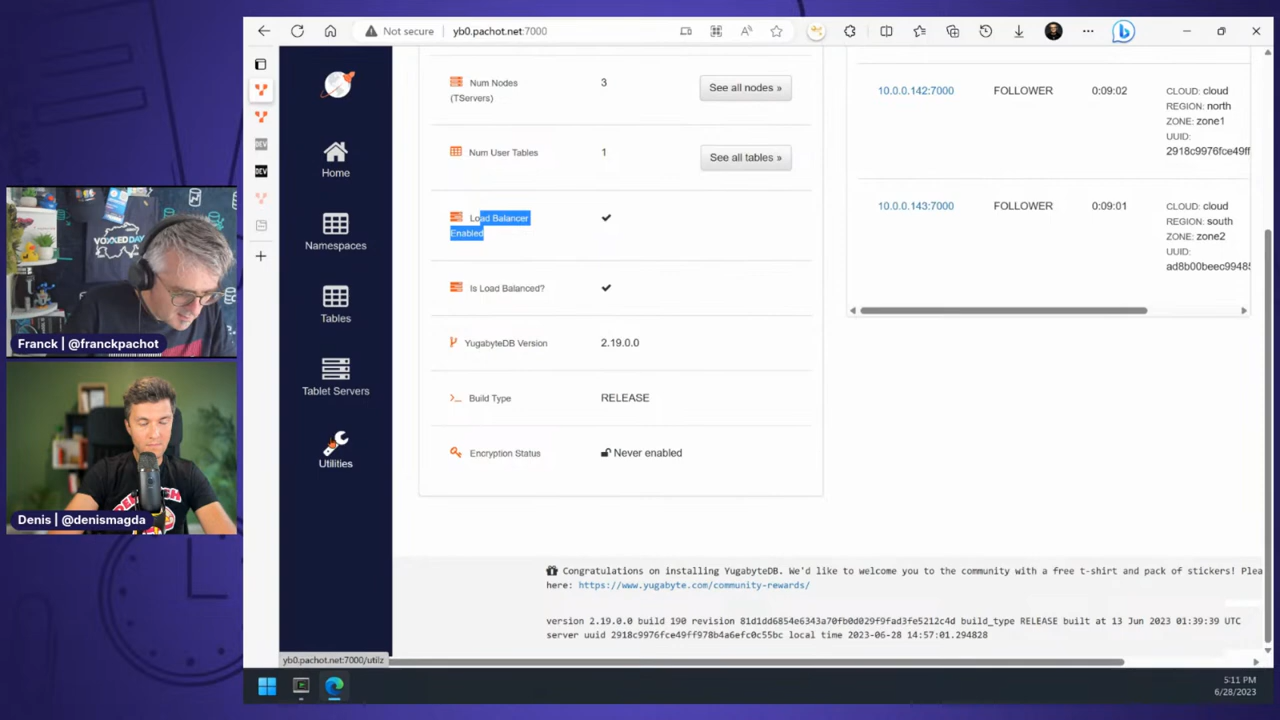 Not secure
yb0.pachot.net:7000
Home
Namespaces
Tables
Tablet Servers
Utilities
Num Nodes
(TServers)
3
See all nodes »
Num User Tables
1
See all tables »
Load Balancer
Enabled
Is Load Balanced?
YugabyteDB Version
2.19.0.0
Build Type
RELEASE
Encryption Status
Never enabled
10.0.0.142:7000
FOLLOWER
0:09:02
CLOUD: cloud
REGION: north
ZONE: zone1
UUID:
2918c9976fce49ff
10.0.0.143:7000
FOLLOWER
0:09:01
CLOUD: cloud
REGION: south
ZONE: zone2
UUID:
ad8b00beec9948
Congratulations on installing YugabyteDB. We'd like to welcome you to the community with a free t-shirt and pack of stickers! Plea
here: https://www.yugabyte.com/community-rewards/
version 2.19.0.0 build 190 revision 81d1dd6854e6343a70fb0d029f9fad3fe5212c4d build_type RELEASE built at 13 Jun 2023 01:39:39 UTC
server uuid 2918c9976fce49ff978b4a6efc0c55bc local time 2023-06-28 14:57:01.294828
yb0.pachot.net:7000/utilz
5:11 PM
6/28/2023
VOXXED DAY
Franck | @franckpachot
Denis | @denismagda
DEV
DEV